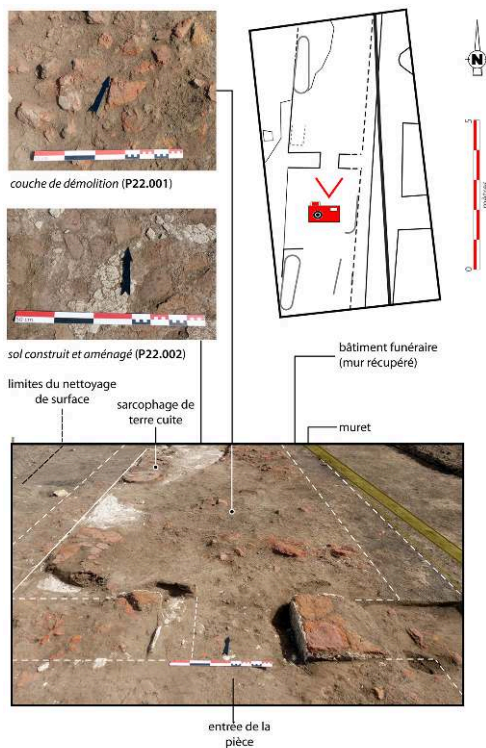 N
5
mètres
0
couche de démolition (P22.001)
50 cm
sol construit et aménagé (P22.002)
bâtiment funéraire
(mur récupéré)
limites du nettoyage
de surface
sarcophage de
terre cuite
muret
entrée de la
pièce